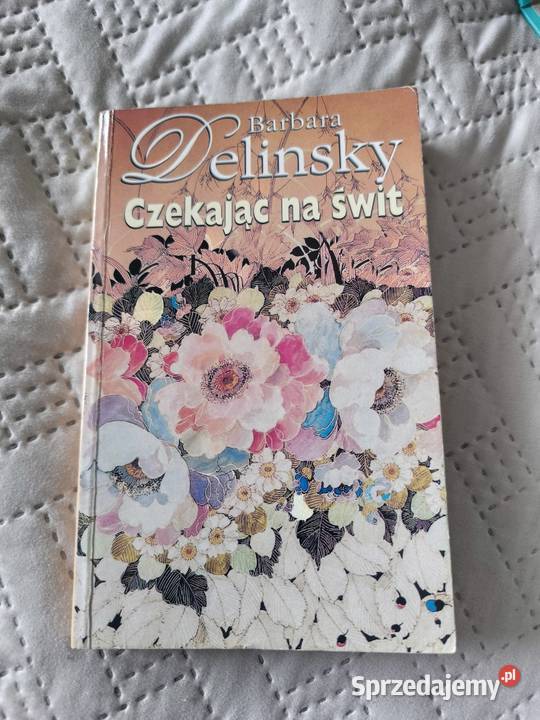 Barbara
Delinsky
Czekając na świt
Sprzedajemy.pl